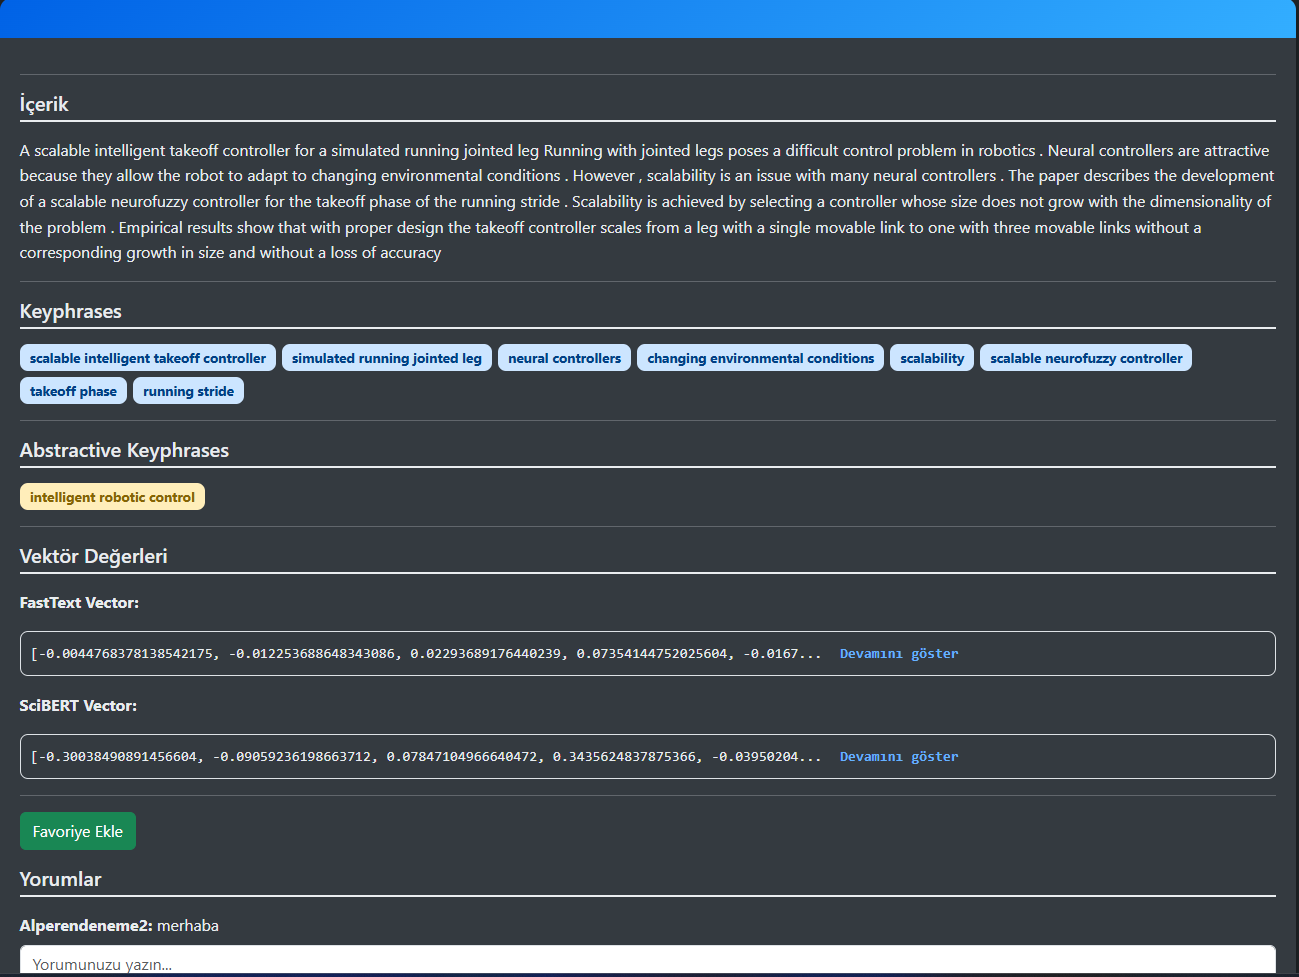 İçerik
A scalable intelligent takeoff controller for a simulated running jointed leg Running with jointed legs poses a difficult control problem in robotics . Neural controllers are attractive
because they allow the robot to adapt to changing environmental conditions . However , scalability is an issue with many neural controllers . The paper describes the development
of a scalable neurofuzzy controller for the takeoff phase of the running stride . Scalability is achieved by selecting a controller whose size does not grow with the dimensionality of
the problem . Empirical results show that with proper design the takeoff controller scales from a leg with a single movable link to one with three movable links without a
corresponding growth in size and without a loss of accuracy
Keyphrases
scalable intelligent takeoff controller simulated running jointed leg neural controllers changing environmental conditions scalability scalable neurofuzzy controller
takeoff phase running stride
Abstractive Keyphrases
intelligent robotic control
Vektör Değerleri
FastText Vector:
[-0.0044768378138542175, -0.012253688648343086, 0.02293689176440239, 0.07354144752025604, -0.0167... Devamını göster
SciBERT Vector:
[-0.30038490891456604, -0.09059236198663712, 0.07847104966640472, 0.3435624837875366, -0.03950204... Devamını göster
Favoriye Ekle
Yorumlar
Alperendeneme2: merhaba
Yorumunuzu yazın...